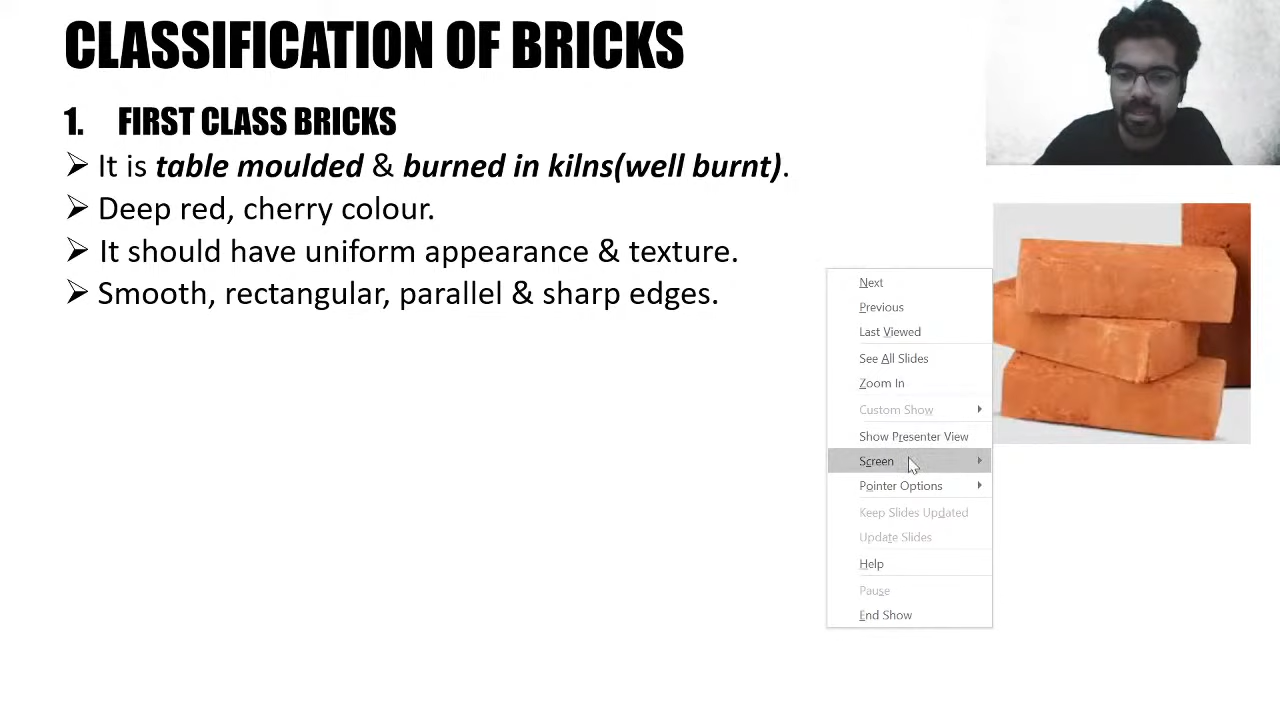 CLASSIFICATION OF BRICKS
1. FIRST CLASS BRICKS
➢ It is table moulded & burned in kilns(well burnt).
➢ Deep red, cherry colour.
➢ It should have uniform appearance & texture.
➢ Smooth, rectangular, parallel & sharp edges.
Next
Previous
Last Viewed
See All Slides
Zoom In
Custom Show
Show Presenter View
Screen
Pointer Options
Keep Slides Updated
Update Slides
Help
Pause
End Show